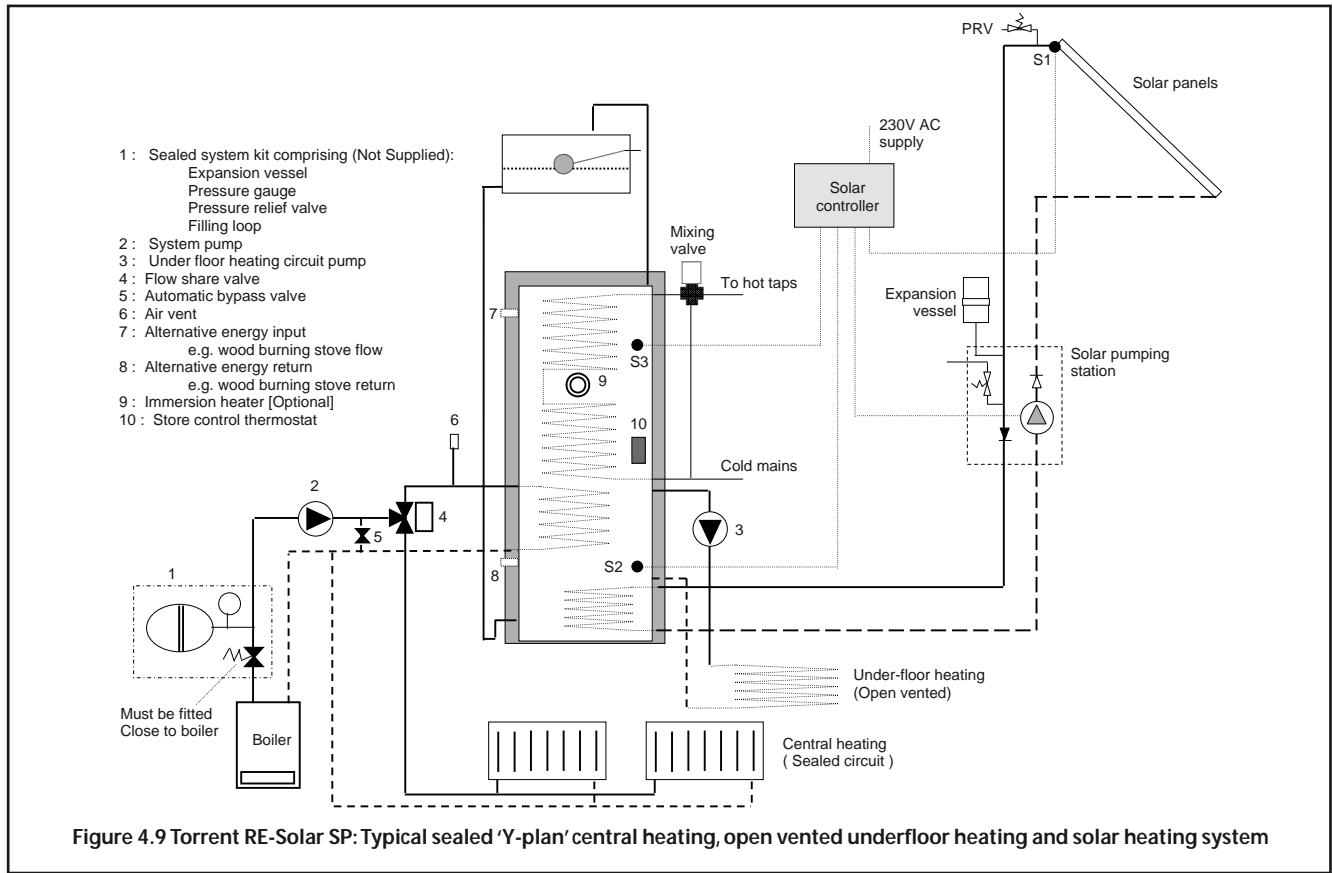 PRV
S1
Solar panels
230V AC
supply
1 : Sealed system kit comprising (Not Supplied):
Expansion vessel
Pressure gauge
Pressure relief valve
Filling loop
2 : System pump
3 : Under floor heating circuit pump
4 : Flow share valve
5 : Automatic bypass valve
6 : Air vent
7 : Alternative energy input
e.g. wood burning stove flow
8 : Alternative energy return
e.g. wood burning stove return
9 : Immersion heater [Optional]
10 : Store control thermostat
Solar
controller
Mixing
valve
To hot taps
Expansion
vessel
7
S3
Solar pumping
station
9
6
10
Cold mains
2
4
3
5
1
8
S2
Under-floor heating
(Open vented)
Must be fitted
Close to boiler
Boiler
Central heating
( Sealed circuit )
Figure 4.9 Torrent RE-Solar SP: Typical sealed ‘Y-plan’ central heating, open vented underfloor heating and solar heating system